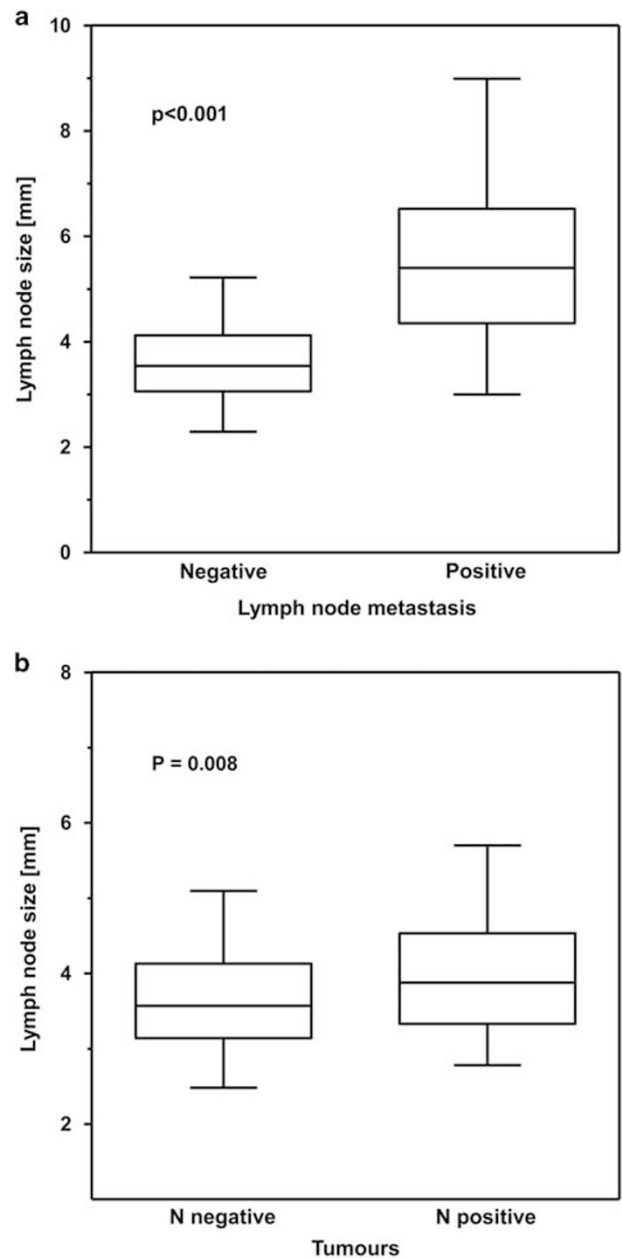 a
10
p<0.001
8
6
4
2
0
Lymph node size [mm]
Negative Positive
Lymph node metastasis
b
8
P = 0.008
6
4
2
Lymph node size [mm]
N negative N positive
Tumours